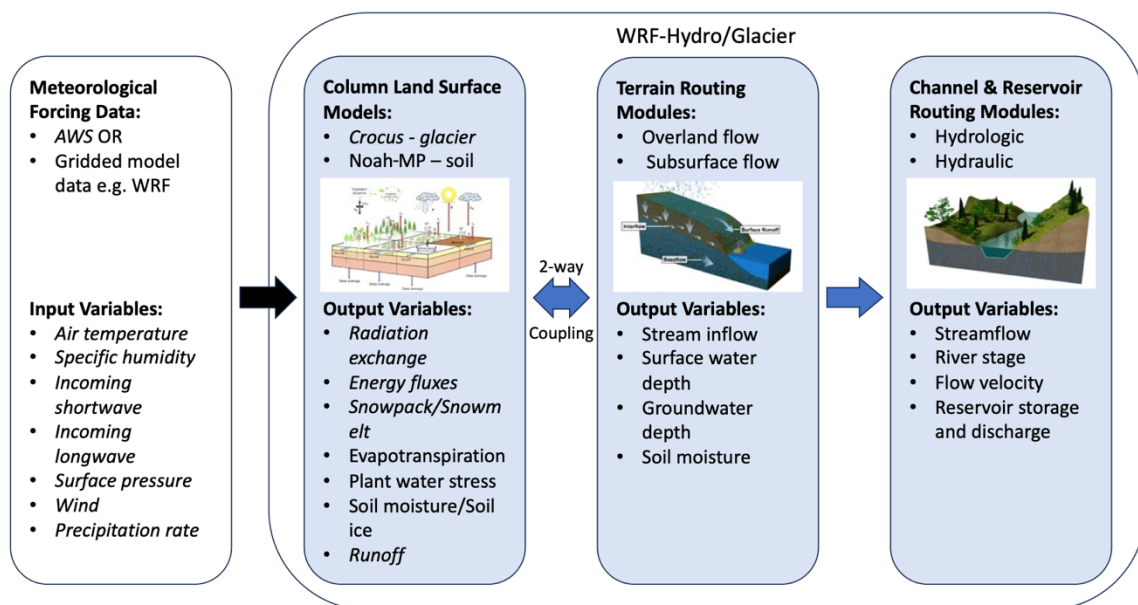 WRF-Hydro/Glacier
Meteorological
Forcing Data:
• AWS OR
• Gridded model
data e.g. WRF
Input Variables:
• Air temperature
• Specific humidity
• Incoming
shortwave
• Incoming
longwave
• Surface pressure
• Wind
• Precipitation rate
Column Land Surface
Models:
• Crocus - glacier
• Noah-MP – soil
Output Variables:
• Radiation
exchange
• Energy fluxes
• Snowpack/Snowm
elt
• Evapotranspiration
• Plant water stress
• Soil moisture/Soil
ice
• Runoff
2-way
Coupling
Terrain Routing
Modules:
• Overland flow
• Subsurface flow
Interflow
Surface Runoff
Baseflow
Output Variables:
• Stream inflow
• Surface water
depth
• Groundwater
depth
• Soil moisture
Channel & Reservoir
Routing Modules:
• Hydrologic
• Hydraulic
Output Variables:
• Streamflow
• River stage
• Flow velocity
• Reservoir storage
and discharge